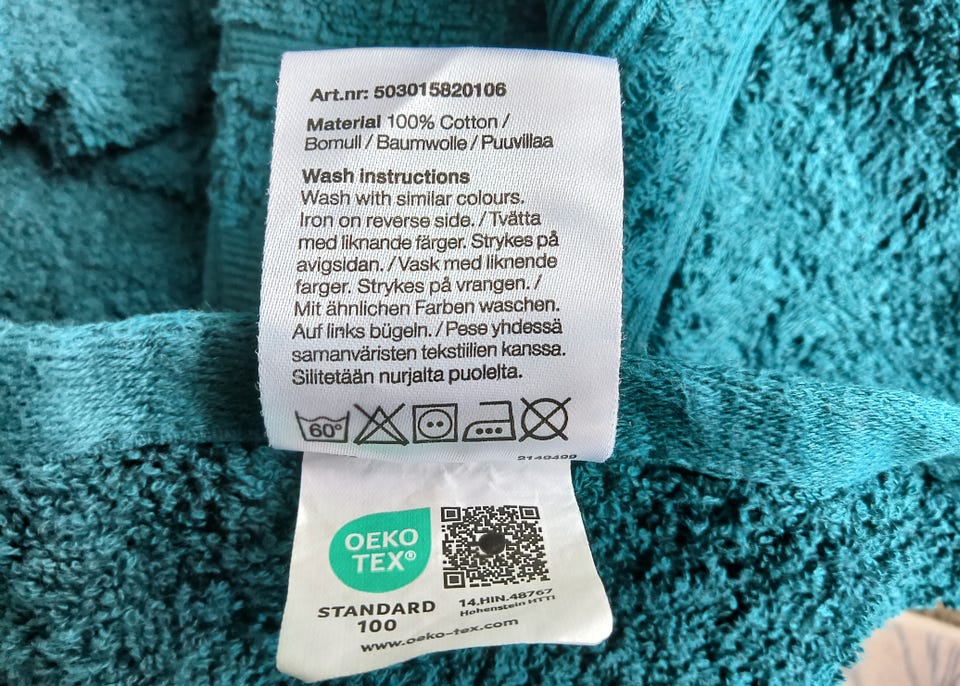 Art.nr: 503015820106
Material 100% Cotton /
Bomull / Baumwolle / Puuvillaa
Wash instructions
Wash with similar colours.
Iron on reverse side. / Tvätta
med liknande färger. Strykes på
avigsidan. / Vask med liknende
farger. Strykes på vrangen. /
Mit ähnlichen Farben waschen.
Auf links bügeln. / Pese yhdessä
samanväristen tekstiilien kanssa.
Silitetään nurjalta puolelta.
60°
OEKO
TEX®
STANDARD
100
14.HIN.48767
Hohenstein HTTI
www.oeko-tex.com